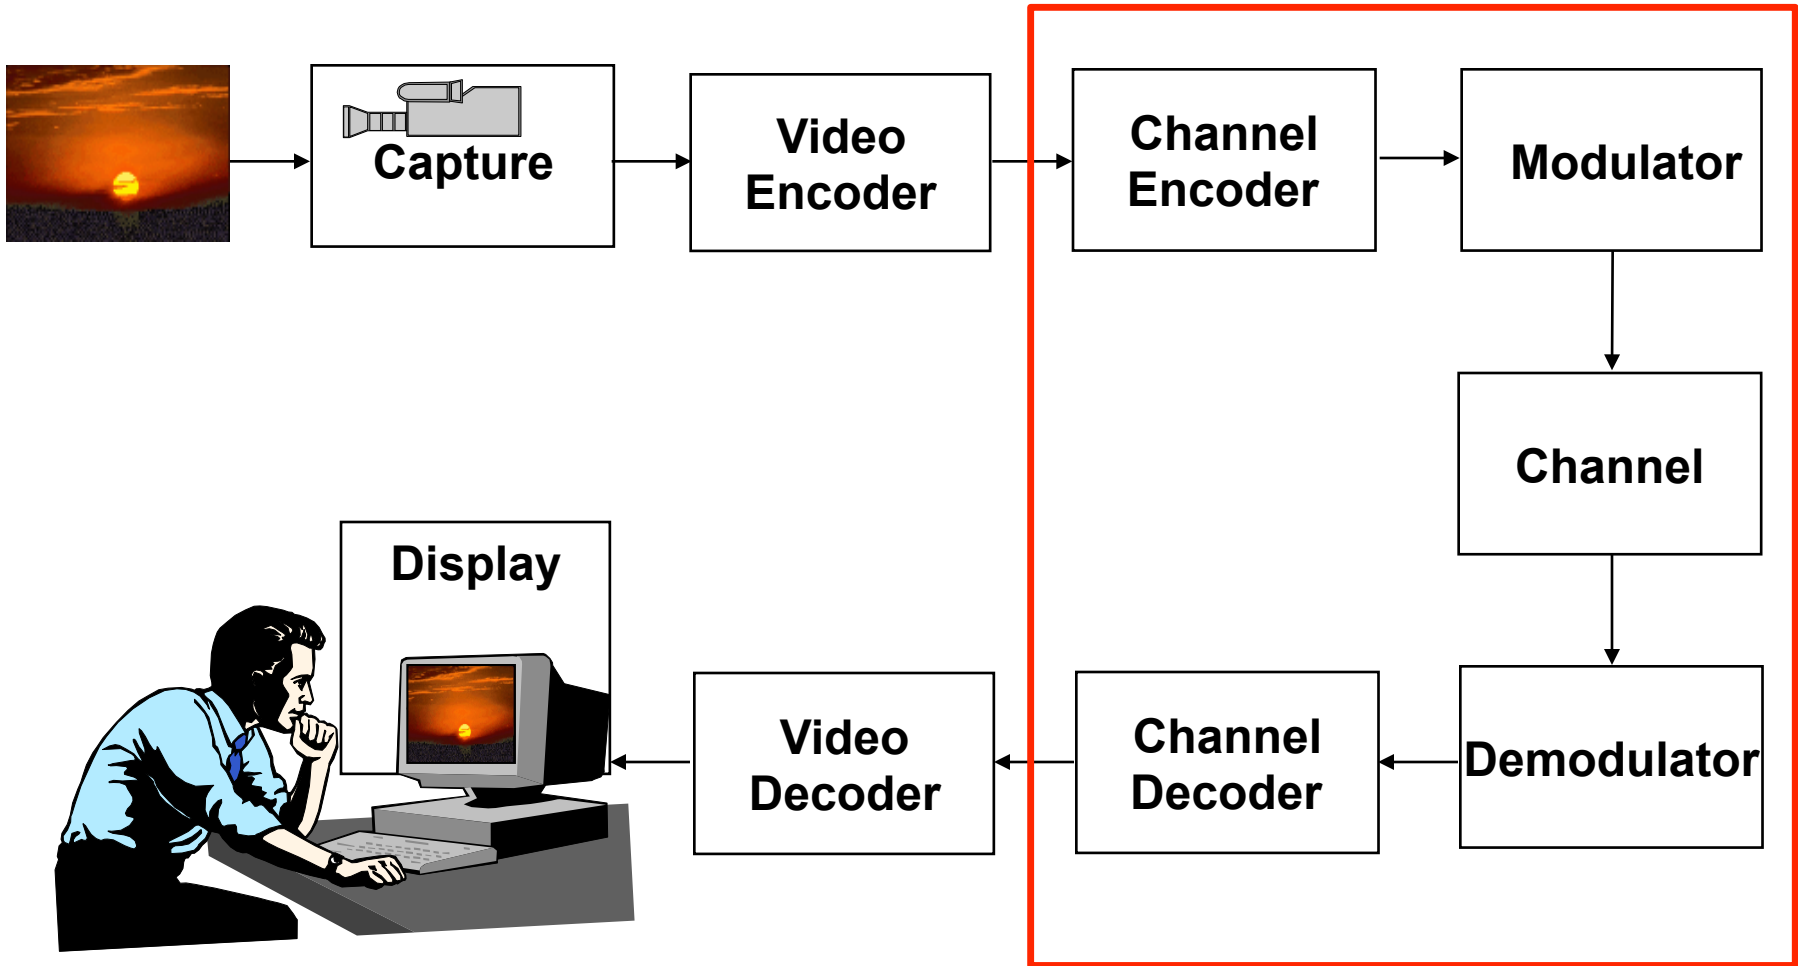 Capture
Video
Encoder
Channel
Encoder
Modulator
Channel
Display
Video
Decoder
Channel
Decoder
Demodulator